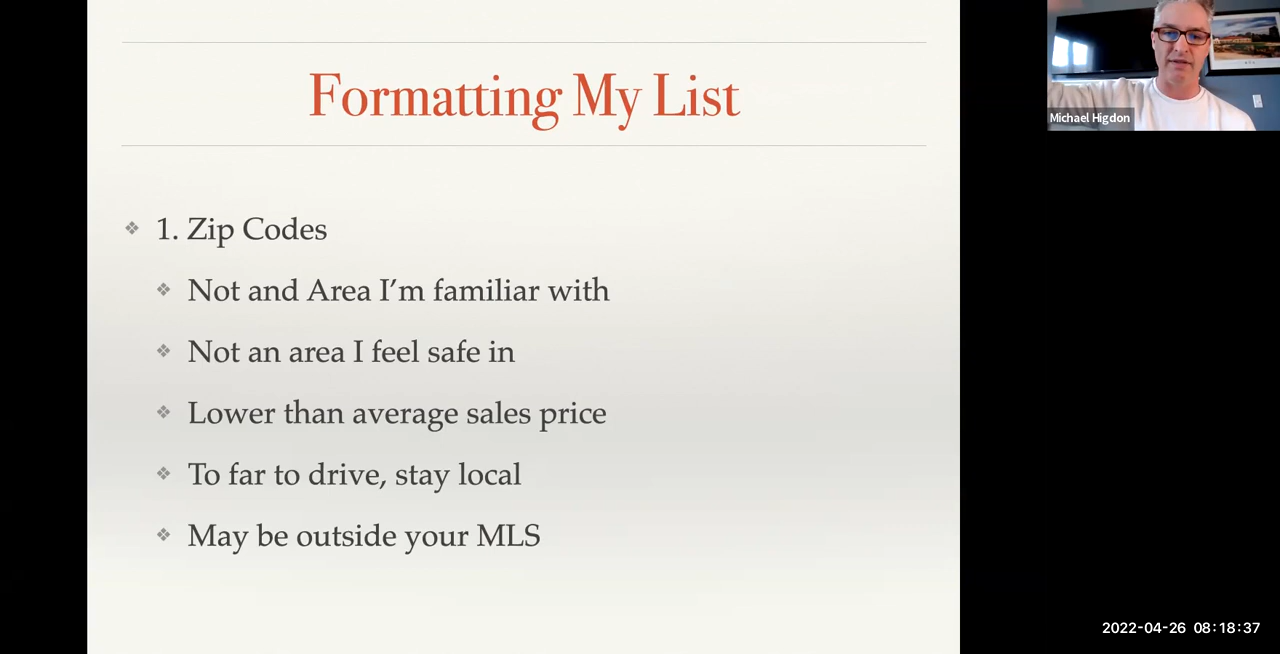 Formatting My List
1. Zip Codes
Not and Area I’m familiar with
Not an area I feel safe in
Lower than average sales price
To far to drive, stay local
May be outside your MLS
Michael Higdon
2022-04-26 08:18:37